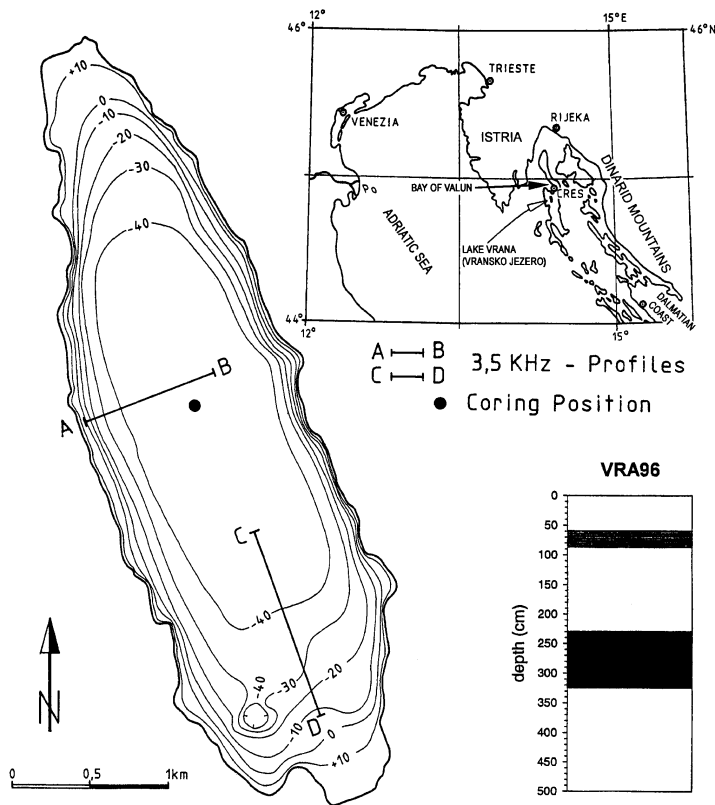 12°
15°E
46°
46°N
TRIESTE
VENEZIA
ISTRIA
RIJEKA
Po
BAY OF VALUN
CRES
DINARID MOUNTAINS
ADRIATIC SEA
LAKE VRANA
(VRANSKO JEZERO)
DALMATIAN
COAST
44°
12°
15°
+10
0
-10
-20
-30
-40
A
B
C
D
-40
-40
-30
-20
-10
0
+10
A B
C D
3,5 KHz - Profiles
Coring Position
N
0 0,5 1km
VRA96
depth (cm)
0
50
100
150
200
250
300
350
400
450
500